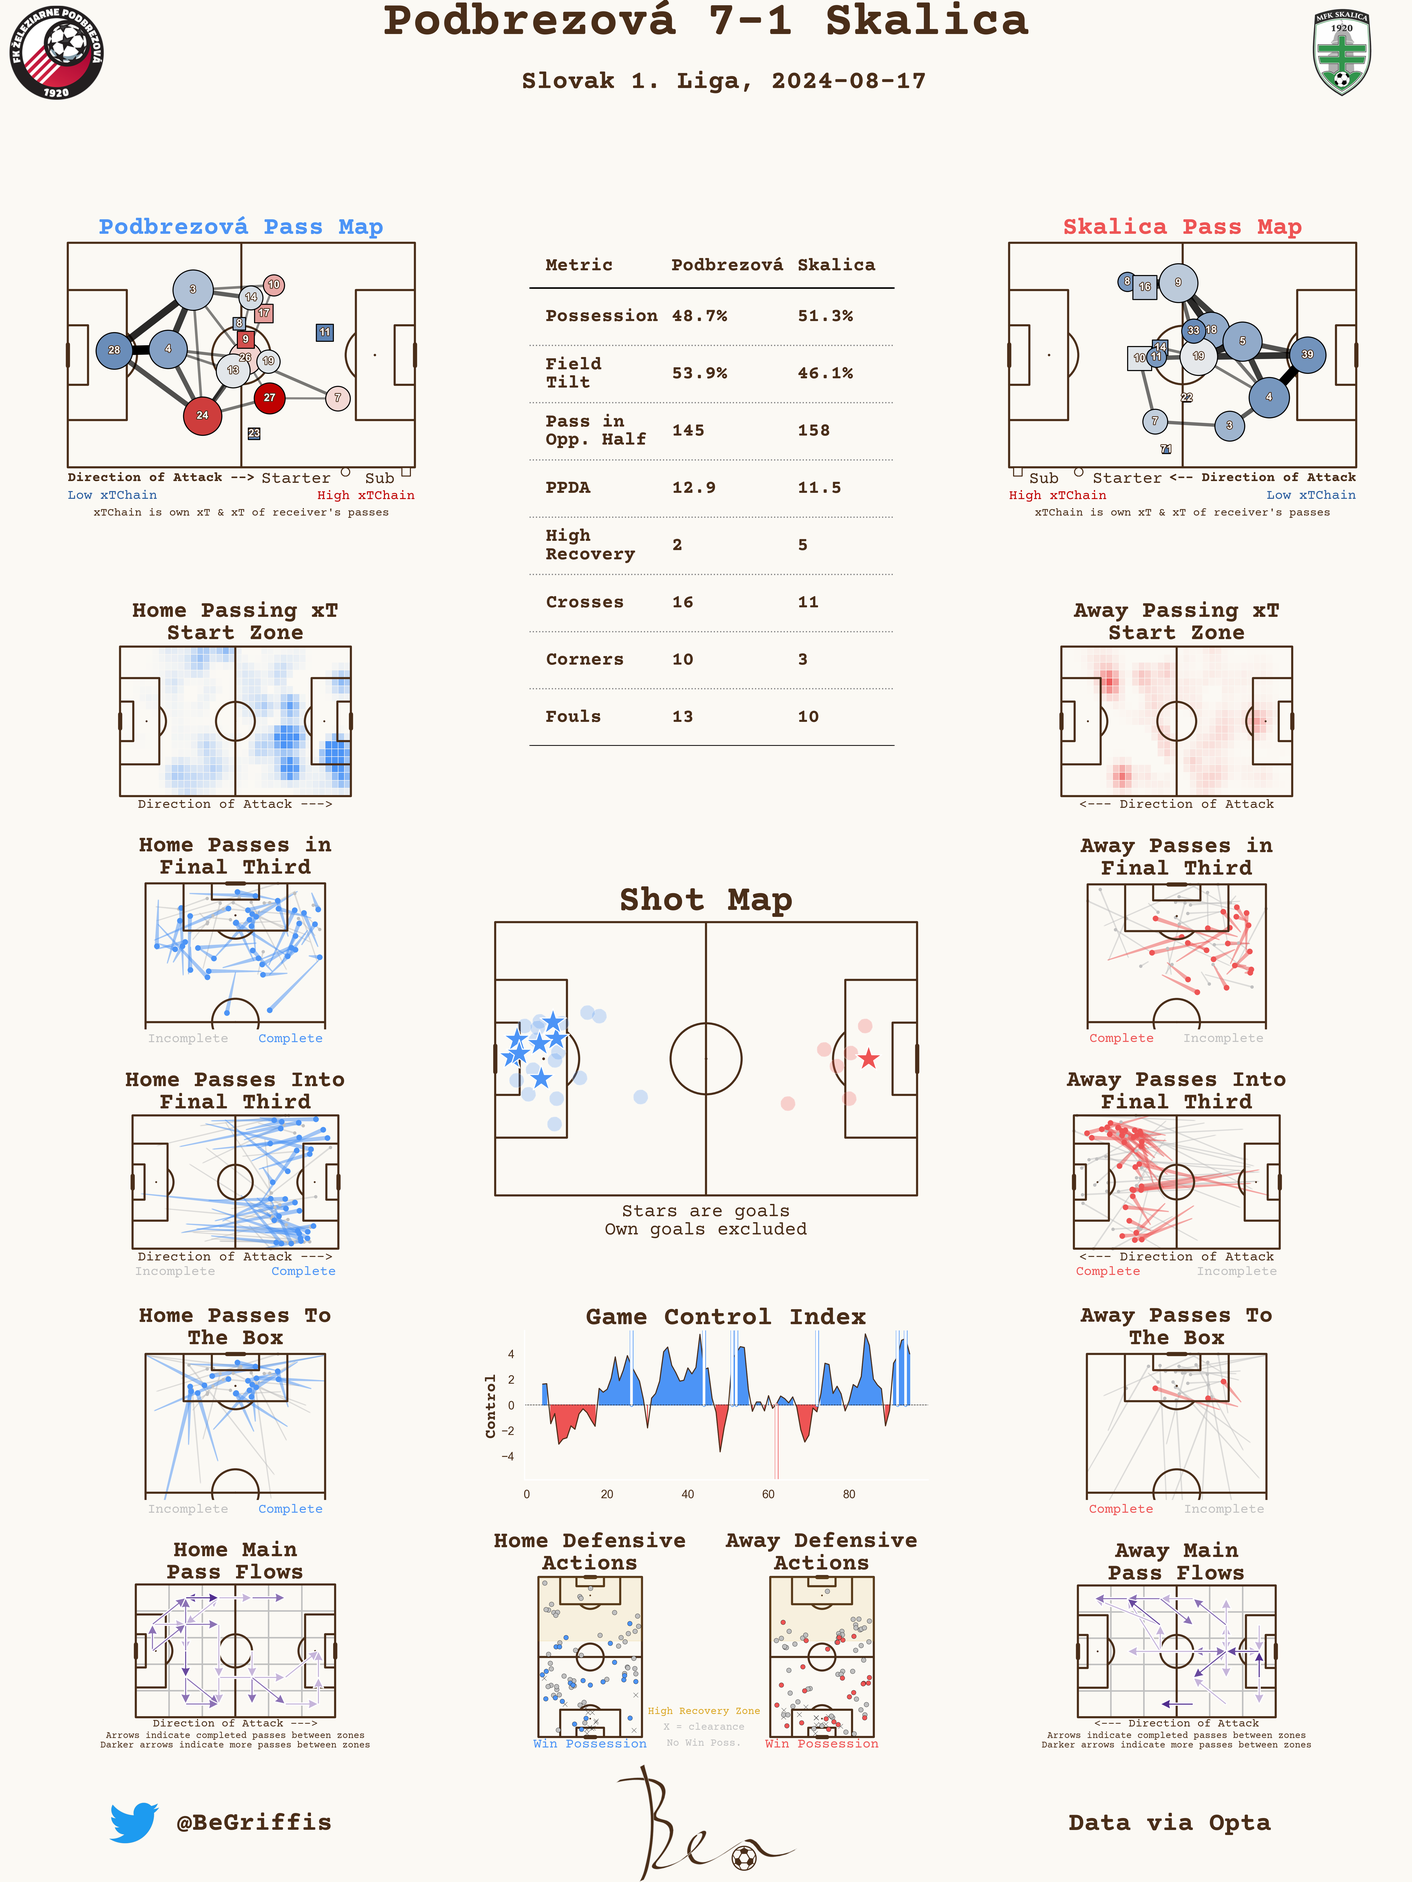 Podbrezová 7-1 Skalica
Slovak 1. Liga, 2024-08-17
FK ŽELEZIARNE PODBREZOVÁ
1920
MFK SKALICA
1920
Podbrezová Pass Map
3
10
14
17
8
9
11
28
4
26
13
19
24
27
7
23
Direction of Attack --> Starter Sub
Low xTChain High xTChain
xTChain is own xT & xT of receiver's passes
Metric Podbrezová Skalica
Possession 48.7% 51.3%
Field
Tilt 53.9% 46.1%
Pass in
Opp. Half 145 158
PPDA 12.9 11.5
High
Recovery 2 5
Crosses 16 11
Corners 10 3
Fouls 13 10
Skalica Pass Map
8
16
9
33
18
5
14
10
11
19
39
22
4
7
3
71
Sub Starter <-- Direction of Attack
High xTChain Low xTChain
xTChain is own xT & xT of receiver's passes
Home Passing xT
Start Zone
Direction of Attack --->
Away Passing xT
Start Zone
<--- Direction of Attack
Home Passes in
Final Third
Incomplete Complete
Away Passes in
Final Third
Complete Incomplete
Shot Map
Stars are goals
Own goals excluded
Home Passes Into
Final Third
Direction of Attack --->
Incomplete Complete
Away Passes Into
Final Third
<--- Direction of Attack
Complete Incomplete
Home Passes To
The Box
Incomplete Complete
Game Control Index
Control
4
2
0
−2
−4
0 20 40 60 80
Away Passes To
The Box
Complete Incomplete
Home Main
Pass Flows
Direction of Attack --->
Arrows indicate completed passes between zones
Darker arrows indicate more passes between zones
Home Defensive
Actions
Win Possession
Away Defensive
Actions
Win Possession
High Recovery Zone
X = clearance
No Win Poss.
Away Main
Pass Flows
<--- Direction of Attack
Arrows indicate completed passes between zones
Darker arrows indicate more passes between zones
@BeGriffis
Ben
Data via Opta